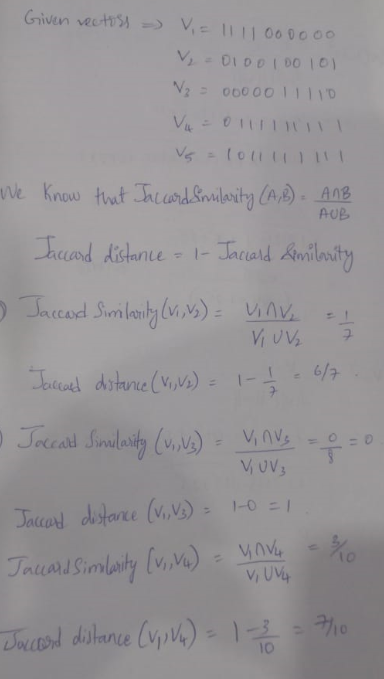 Given vectors => V₁ = 1111000000
V₂ = 0100100101
V₃ = 0000011110
V₄ = 0111111111
V₅ = 1011111111
We Know that Jaccard Similarity (A,B) = A∩B / A∪B
Jaccard distance = 1 - Jaccard Similarity
) Jaccard Similarity (V₁,V₂) = V₁∩V₂ / V₁∪V₂ = 1/7
Jaccard distance (V₁,V₂) = 1 - 1/7 = 6/7.
) Jaccard Similarity (V₁,V₃) = V₁∩V₃ / V₁∪V₃ = 0/8 = 0
Jaccard distance (V₁,V₃) = 1-0 = 1
Jaccard Similarity (V₁,V₄) = V₁∩V₄ / V₁∪V₄ = 3/10
Jaccard distance (V₁,V₄) = 1 - 3/10 = 7/10